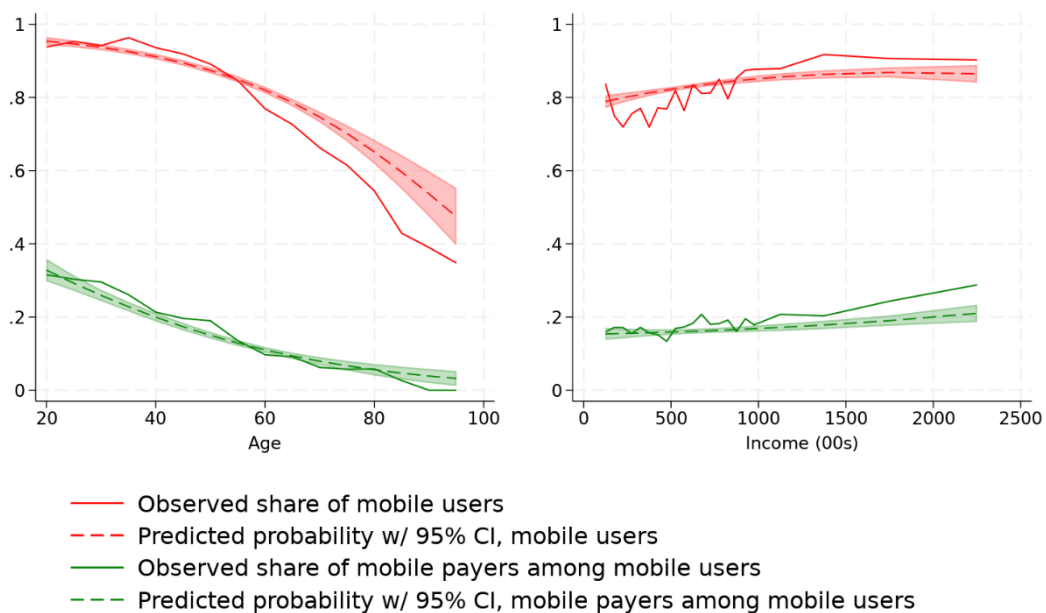 1
.8
.6
.4
.2
0
20 40 60 80 100
Age
1
.8
.6
.4
.2
0
0 500 1000 1500 2000 2500
Income (00s)
Observed share of mobile users
Predicted probability w/ 95% CI, mobile users
Observed share of mobile payers among mobile users
Predicted probability w/ 95% CI, mobile payers among mobile users